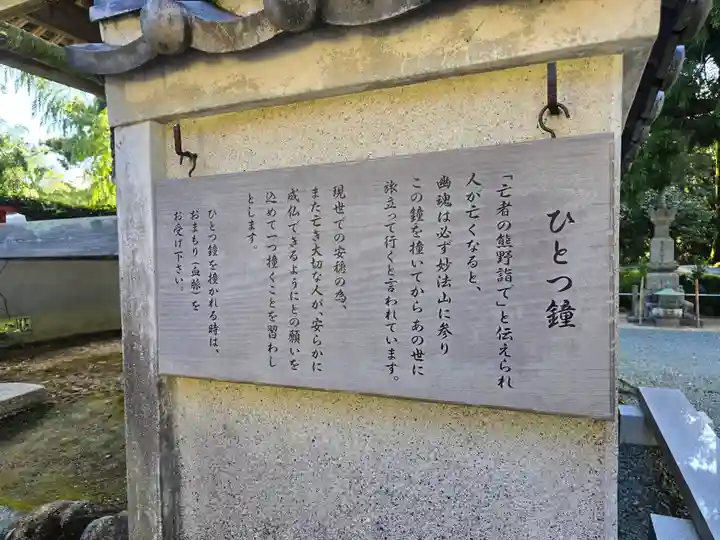 ひとつ鐘
「亡者の熊野詣で」と伝えられ
人が亡くなると、
幽魂は必ず妙法山に参り
この鐘を撞いてからあの世に
旅立って行くと言われています。
現世での安穏の為、
また亡き大切な人が、安らかに
成仏できるようにとの願いを
込めて一つ撞くことを習わし
とします。
ひとつ鐘を撞かれる時は、
おまもり(血脈)を
お受け下さい。